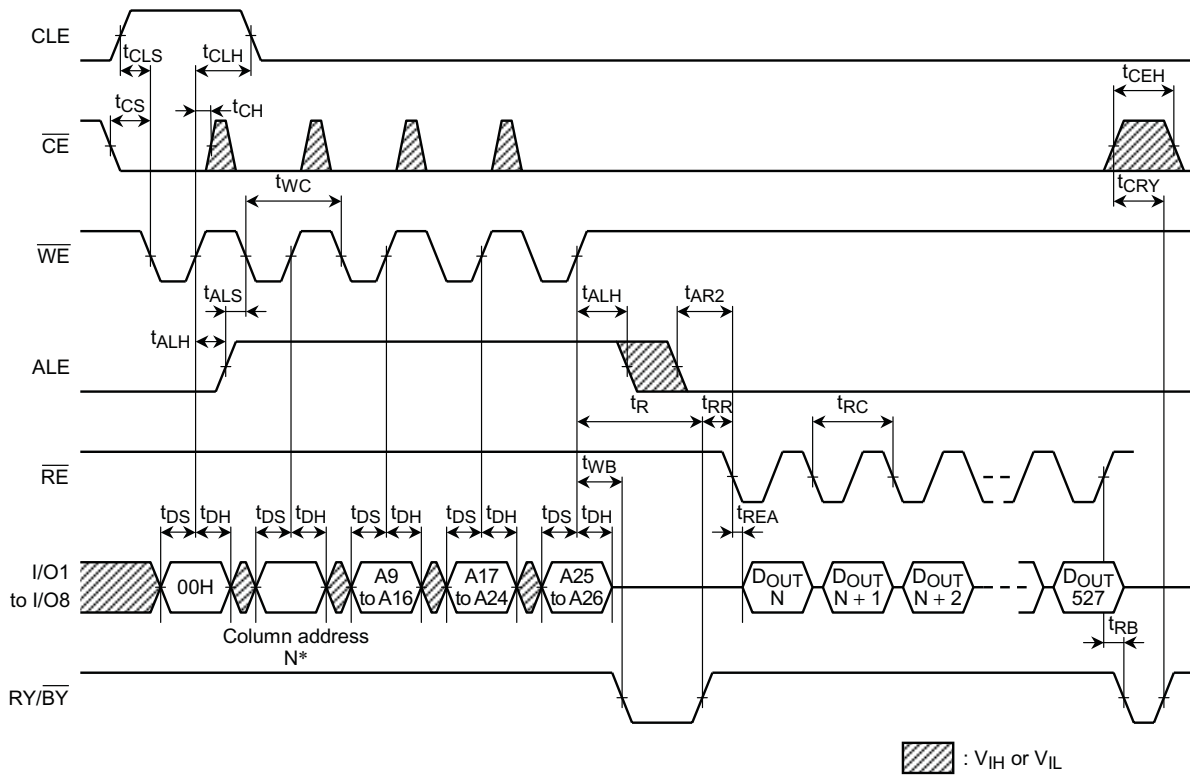 CLE
tCLS
tCLH
tCEH
tCS
tCH
CE
tWC
tCRY
WE
tALS
tALH
tAR2
tALH
ALE
tR
tRR
tRC
RE
tWB
tDS
tDH
tDS
tDH
tDS
tDH
tDS
tDH
tDS
tDH
tREA
I/O1
to I/O8
00H
A9
to A16
A17
to A24
A25
to A26
DOUT
N
DOUT
N + 1
DOUT
N + 2
DOUT
527
Column address
N*
tRB
RY/BY
: VIH or VIL